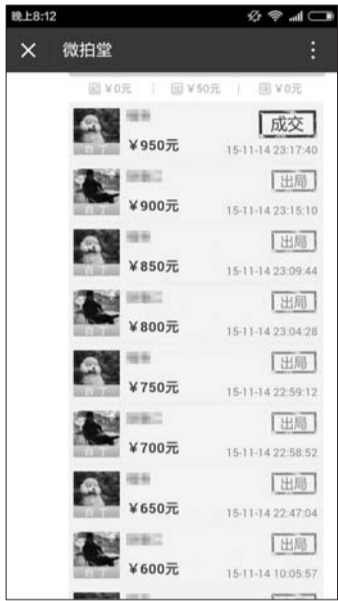 晚上8:12
微拍堂
￥0元 | ￥50元 | ￥0元
成交
￥950元
15-11-14 23:17:40
出局
￥900元
15-11-14 23:15:10
出局
￥850元
15-11-14 23:09:44
出局
￥800元
15-11-14 23:04:28
出局
￥750元
15-11-14 22:59:12
出局
￥700元
15-11-14 22:58:52
出局
￥650元
15-11-14 22:47:04
出局
￥600元
15-11-14 10:05:57